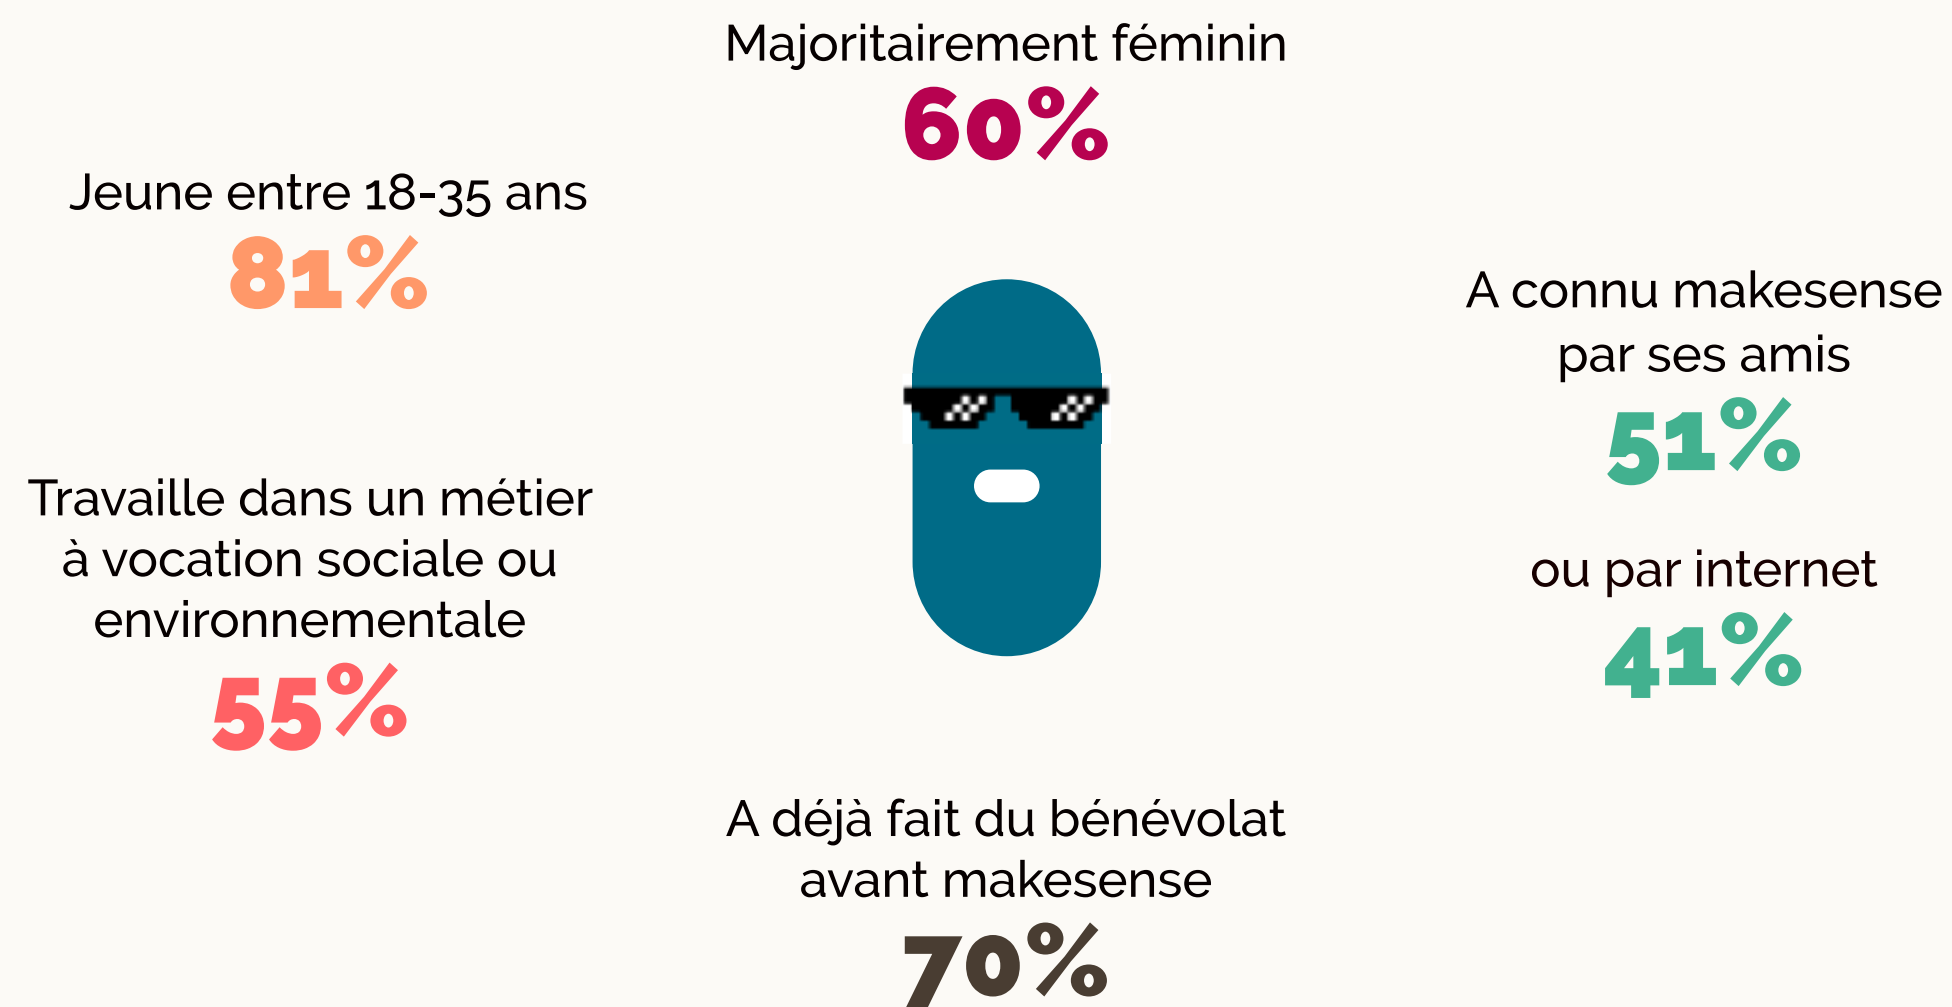 Majoritairement féminin
60%
Jeune entre 18-35 ans
81%
A connu makesense
par ses amis
51%
Travaille dans un métier
à vocation sociale ou
environnementale
55%
ou par internet
41%
A déjà fait du bénévolat
avant makesense
70%